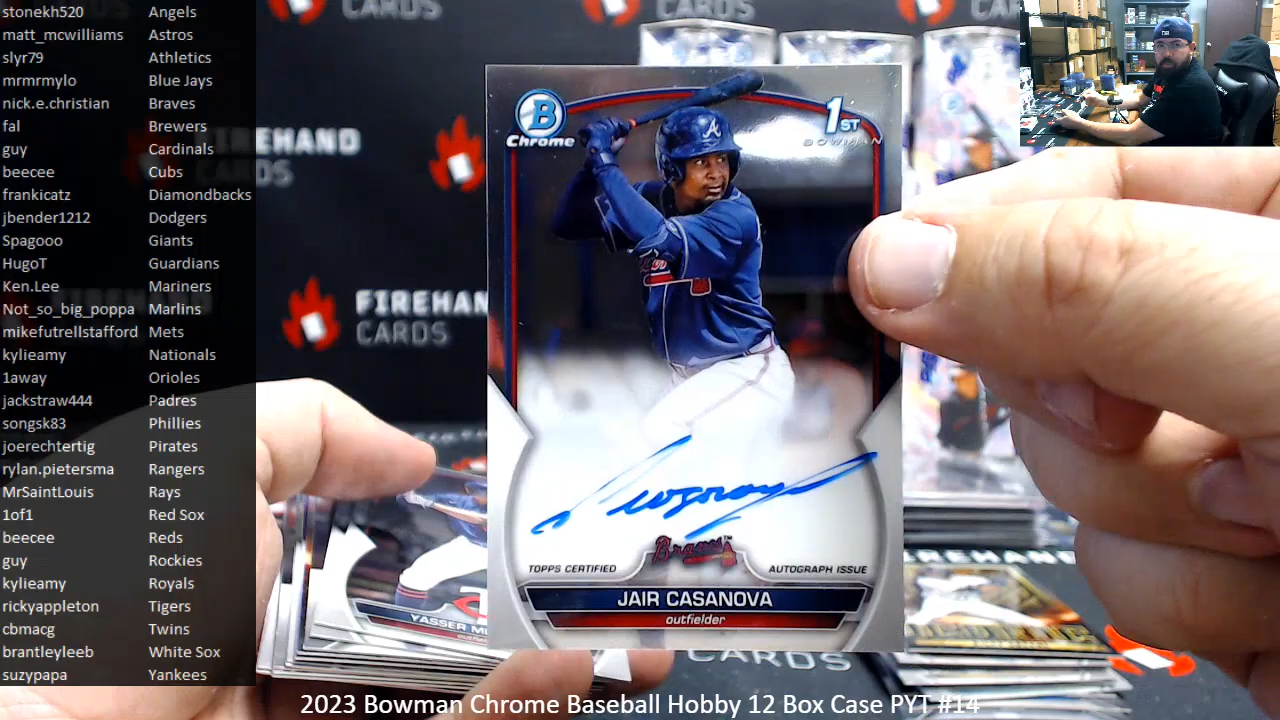 stonekh520 Angels
matt_mcwilliams Astros
slyr79 Athletics
mrmrmylo Blue Jays
nick.e.christian Braves
fal Brewers
guy Cardinals
beecee Cubs
frankicatz Diamondbacks
jbender1212 Dodgers
Spagooo Giants
HugoT Guardians
Ken.Lee Mariners
Not_so_big_poppa Marlins
mikefutrellstafford Mets
kylieamy Nationals
1away Orioles
jackstraw444 Padres
songsk83 Phillies
joerechtertig Pirates
rylan.pietersma Rangers
MrSaintLouis Rays
1of1 Red Sox
beecee Reds
guy Rockies
kylieamy Royals
rickyappleton Tigers
cbmacg Twins
brantleyleeb White Sox
suzypapa Yankees
CARDS
CARDS
EHAND
DS
FIREHAN
CARDS
B
Chrome
1ST
BOWMAN
A
Braves
TOPPS CERTIFIED
AUTOGRAPH ISSUE
JAIR CASANOVA
outfielder
YASSER
FIREHAND
CARDS
2023 Bowman Chrome Baseball Hobby 12 Box Case PYT #14